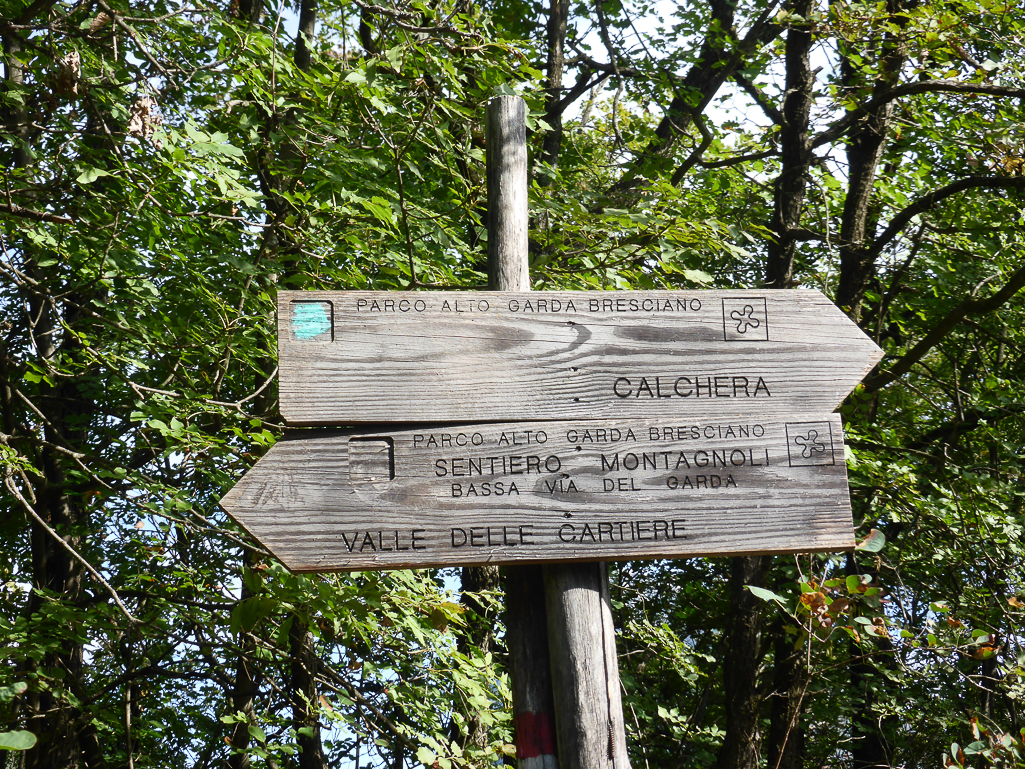 PARCO ALTO GARDA BRESCIANO
CALCHERA
PARCO ALTO GARDA BRESCIANO
SENTIERO MONTAGNOLI
BASSA VIA DEL GARDA
VALLE DELLE CARTIERE